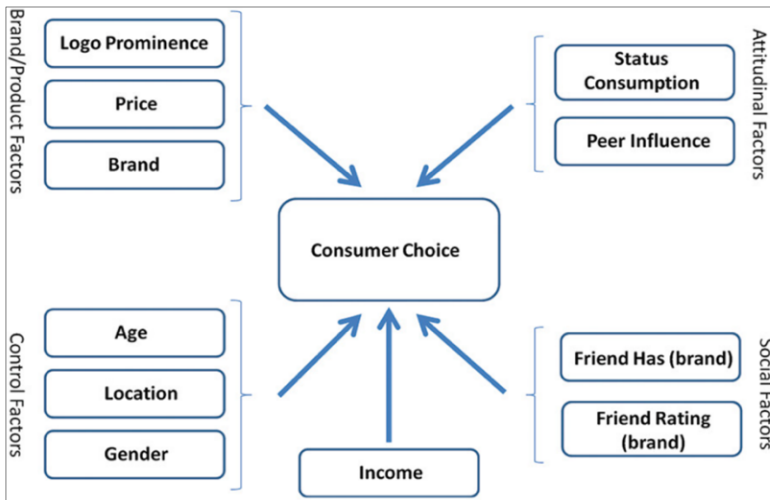 Brand/Product Factors
Logo Prominence
Price
Brand
Status
Consumption
Peer Influence
Attitudinal Factors
Consumer Choice
Control Factors
Age
Location
Gender
Income
Friend Has (brand)
Friend Rating
(brand)
Social Factors